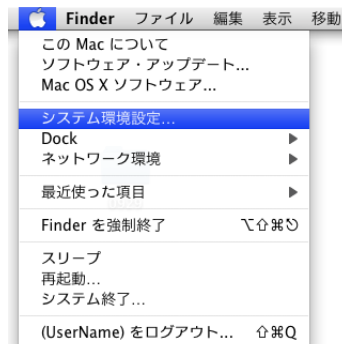 Finder ファイル 編集 表示 移動
この Mac について
ソフトウェア・アップデート...
Mac OS X ソフトウェア...
システム環境設定...
Dock ▶
ネットワーク環境 ▶
最近使った項目 ▶
Finder を強制終了 ⌥⇧⌘⎋
スリープ
再起動...
システム終了...
(UserName) をログアウト... ⇧⌘Q